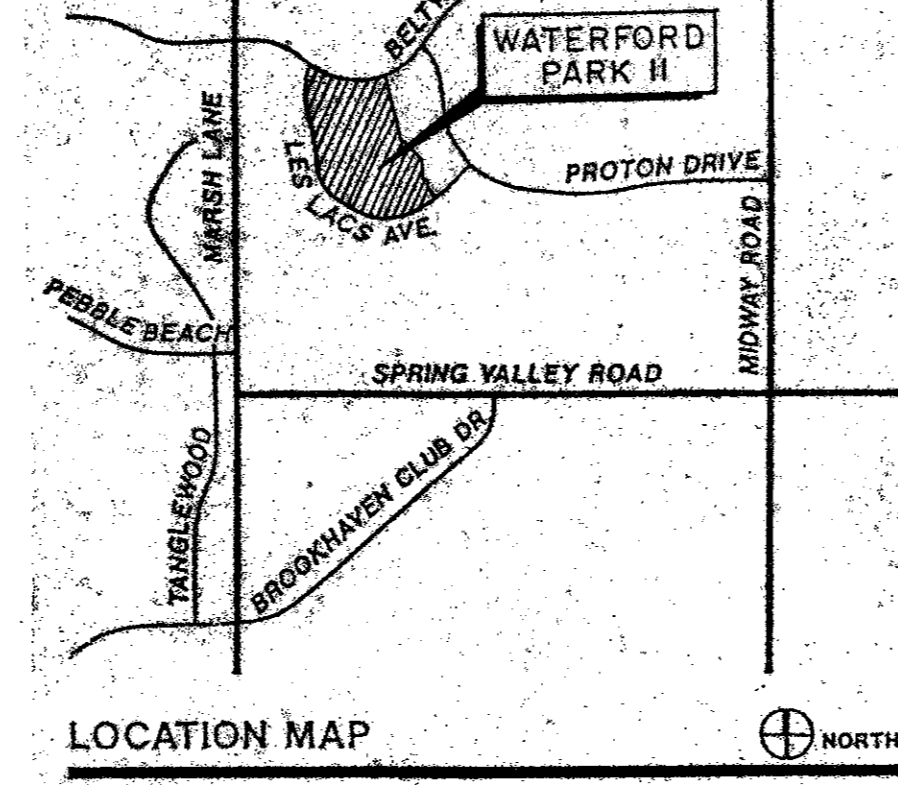 BELT
WATERFORD
PARK II
MARSH LANE
LES LACS AVE.
PROTON DRIVE
MIDWAY ROAD
PEBBLE BEACH
SPRING VALLEY ROAD
TANGLEWOOD
BROOKHAVEN CLUB DR.
LOCATION MAP
NORTH